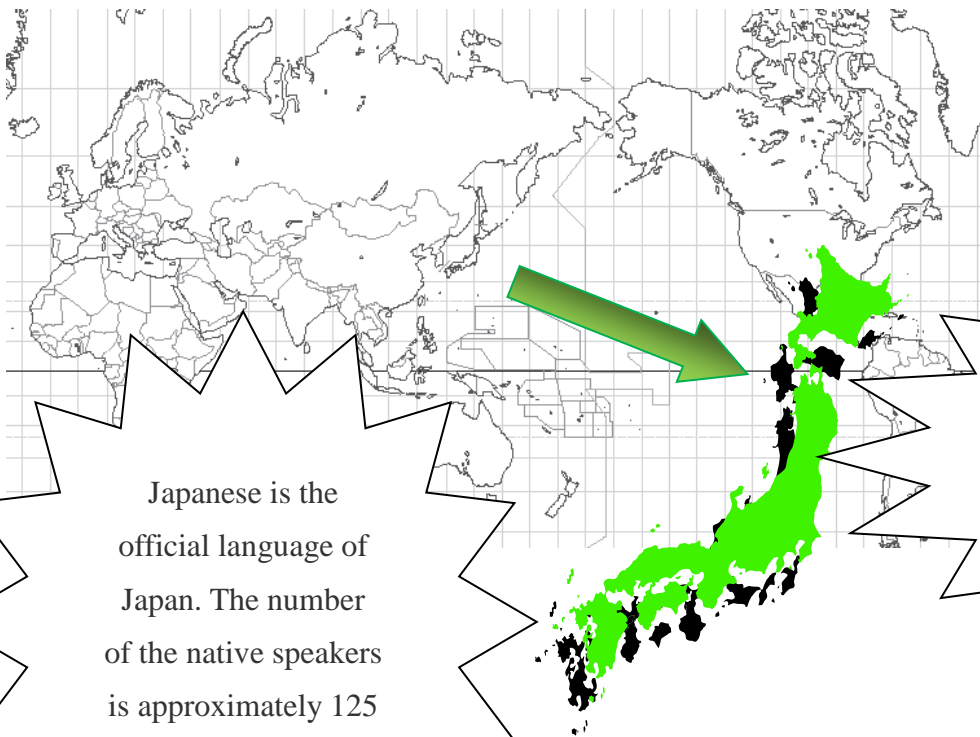 Japanese is the
official language of
Japan. The number
of the native speakers
is approximately 125